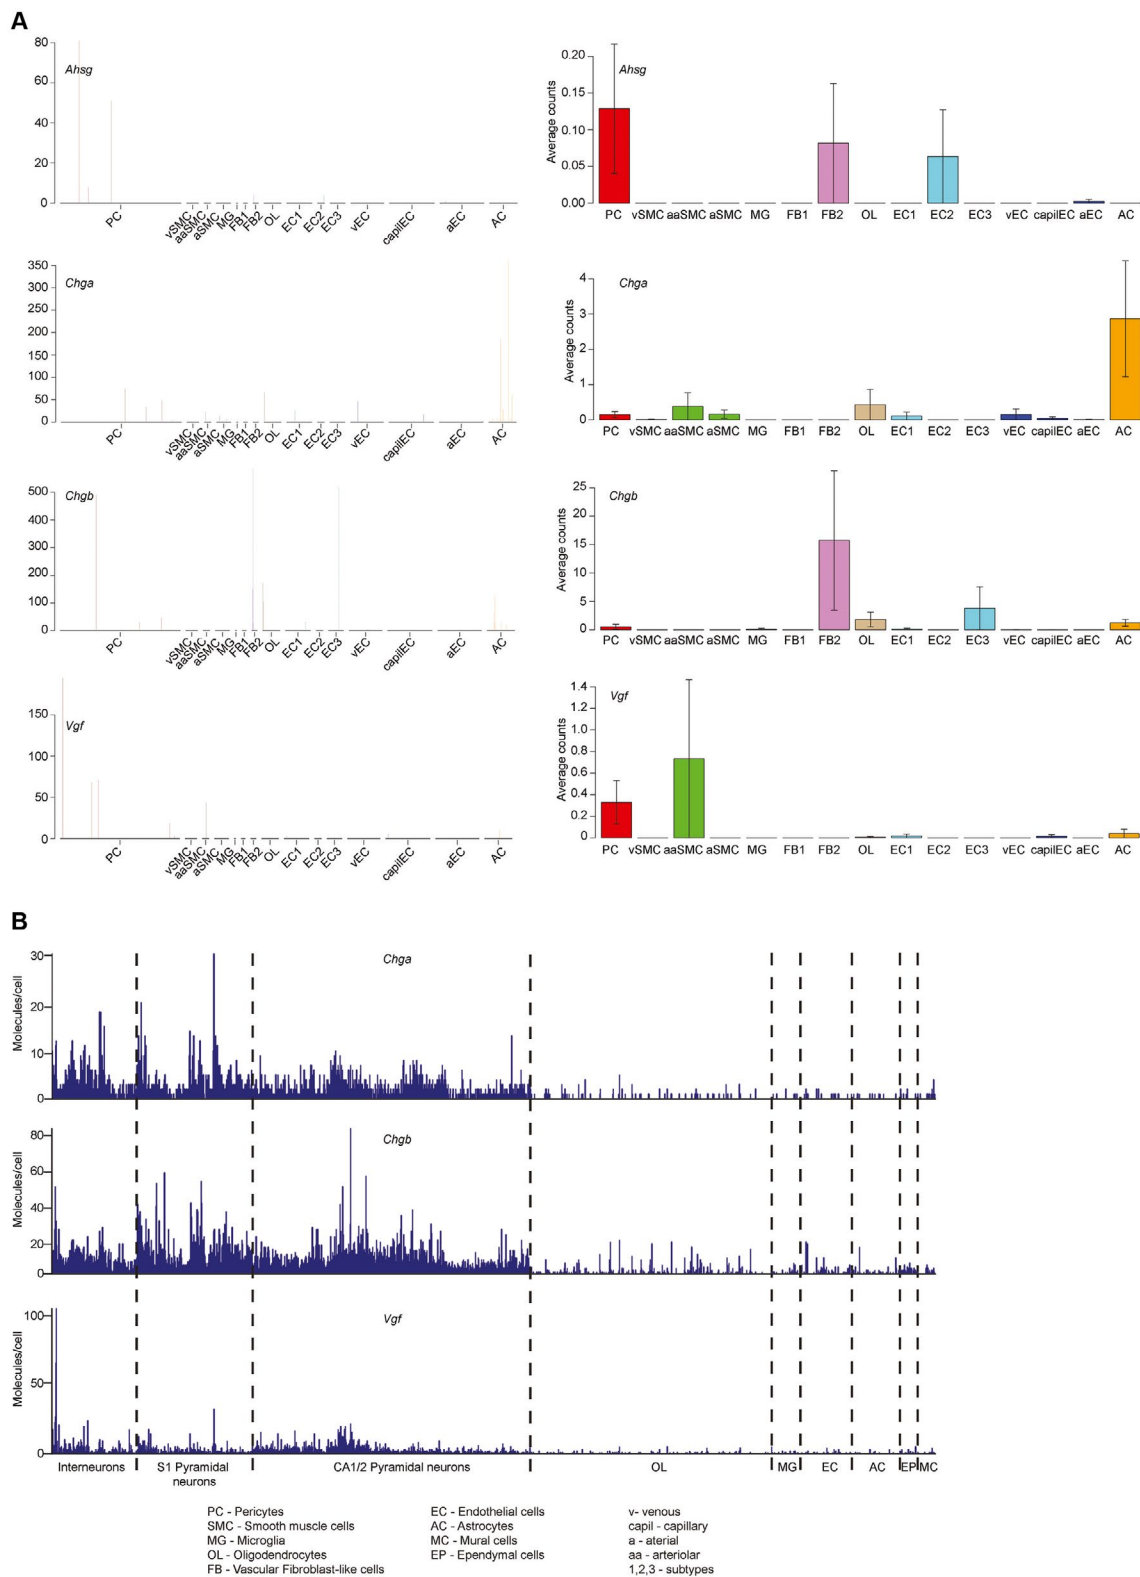 A
80
60
40
20
0
Ahsg
PC
vSMC
aaSMC
aSMC
MG
FB1
FB2
OL
EC1
EC2
EC3
vEC
capilEC
aEC
AC
Average counts
0.20
0.15
0.10
0.05
0.00
Ahsg
PC vSMC aaSMC aSMC MG FB1 FB2 OL EC1 EC2 EC3 vEC capilEC aEC AC
350
300
250
200
150
100
50
0
Chga
PC
vSMC
aaSMC
aSMC
MG
FB1
FB2
OL
EC1
EC2
EC3
vEC
capilEC
aEC
AC
Average counts
4
3
2
1
0
Chga
PC vSMC aaSMC aSMC MG FB1 FB2 OL EC1 EC2 EC3 vEC capilEC aEC AC
500
400
300
200
100
0
Chgb
PC
vSMC
aaSMC
aSMC
MG
FB1
FB2
OL
EC1
EC2
EC3
vEC
capilEC
aEC
AC
Average counts
25
20
15
10
5
0
Chgb
PC vSMC aaSMC aSMC MG FB1 FB2 OL EC1 EC2 EC3 vEC capilEC aEC AC
150
100
50
0
Vgf
PC
vSMC
aaSMC
aSMC
MG
FB1
FB2
OL
EC1
EC2
EC3
vEC
capilEC
aEC
AC
Average counts
1.4
1.2
1.0
0.8
0.6
0.4
0.2
0
Vgf
PC vSMC aaSMC aSMC MG FB1 FB2 OL EC1 EC2 EC3 vEC capilEC aEC AC
B
Molecules/cell
30
20
10
0
Chga
Molecules/cell
80
60
40
20
0
Chgb
Molecules/cell
100
50
0
Vgf
Interneurons
S1 Pyramidal
neurons
CA1/2 Pyramidal neurons
OL
MG
EC
AC
EP
MC
PC - Pericytes
SMC - Smooth muscle cells
MG - Microglia
OL - Oligodendrocytes
FB - Vascular Fibroblast-like cells
EC - Endothelial cells
AC - Astrocytes
MC - Mural cells
EP - Ependymal cells
v- venous
capil - capillary
a - aterial
aa - arteriolar
1,2,3 - subtypes